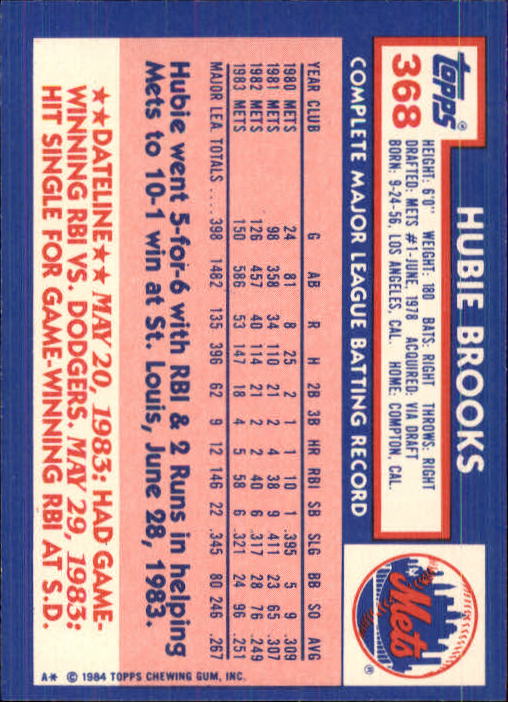 topps®
368
HUBIE BROOKS
HEIGHT: 6'0" WEIGHT: 180 BATS: RIGHT THROWS: RIGHT
DRAFTED: METS #1-JUNE, 1978 ACQUIRED: VIA DRAFT
BORN: 9-24-56, LOS ANGELES, CAL. HOME: COMPTON, CAL.
Mets®
COMPLETE MAJOR LEAGUE BATTING RECORD
YEAR CLUB G AB R H 2B 3B HR RBI SB SLG BB SO AVG
1980 METS 24 81 8 25 2 1 1 10 1 .395 5 9 .309
1981 METS 98 358 34 110 21 2 4 38 9 .411 23 65 .307
1982 METS 126 457 40 114 21 2 2 40 6 .317 28 76 .249
1983 METS 150 586 53 147 18 4 5 58 6 .321 24 96 .251
MAJOR LEA. TOTALS .... 398 1482 135 396 62 9 12 146 22 .345 80 246 .267
Hubie went 5-for-6 with RBI & 2 Runs in helping
Mets to 10-1 win at St. Louis, June 28, 1983.
★★DATELINE★★ MAY 20, 1983: HAD GAME-
WINNING RBI VS. DODGERS. MAY 29, 1983:
HIT SINGLE FOR GAME-WINNING RBI AT S.D.
A* © 1984 TOPPS CHEWING GUM, INC.